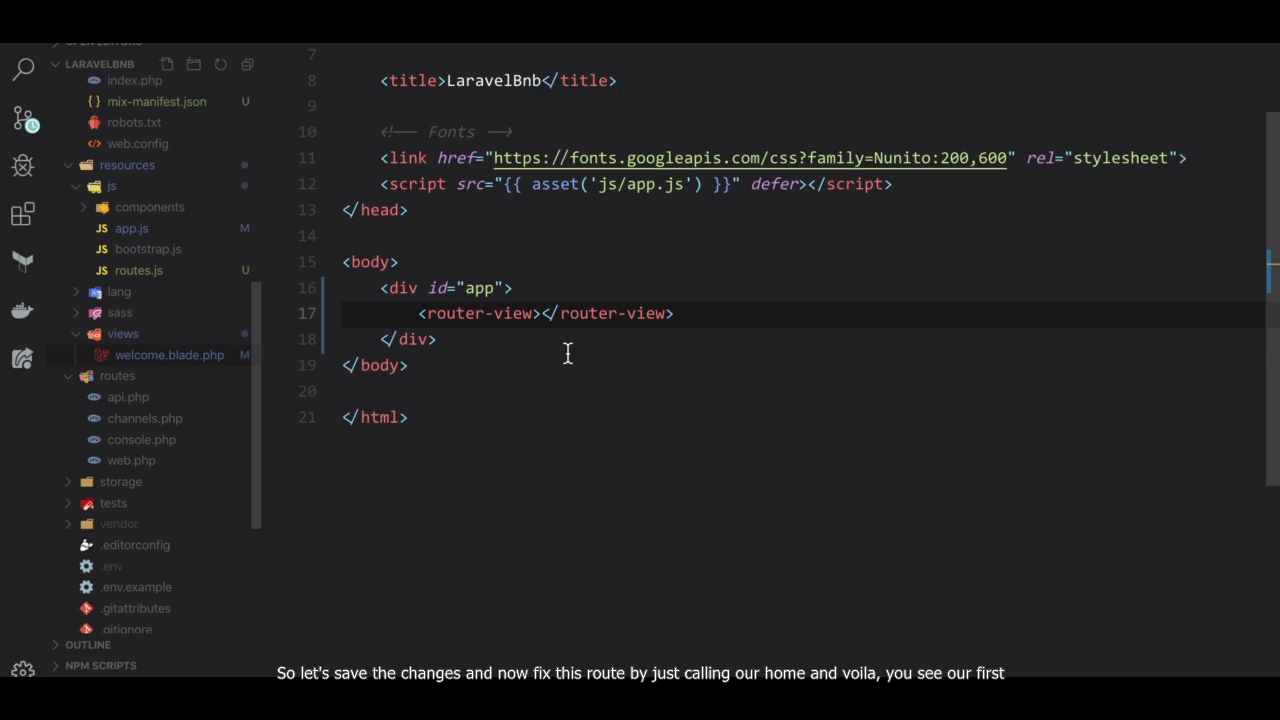 OPEN EDITORS
LARAVELBNB
index.php
{ } mix-manifest.json U
robots.txt
web.config
resources
js
components
JS app.js M
JS bootstrap.js
JS routes.js U
lang
sass
views
welcome.blade.php M
routes
api.php
channels.php
console.php
web.php
storage
tests
vendor
.editorconfig
.env
.env.example
.gitattributes
.gitignore
OUTLINE
NPM SCRIPTS
7
8 <title>LaravelBnb</title>
9
10 <!-- Fonts -->
11 <link href="https://fonts.googleapis.com/css?family=Nunito:200,600" rel="stylesheet">
12 <script src="{{ asset('js/app.js') }}" defer></script>
13 </head>
14
15 <body>
16 <div id="app">
17 <router-view></router-view>
18 </div>
19 </body>
20
21 </html>
So let's save the changes and now fix this route by just calling our home and voila, you see our first